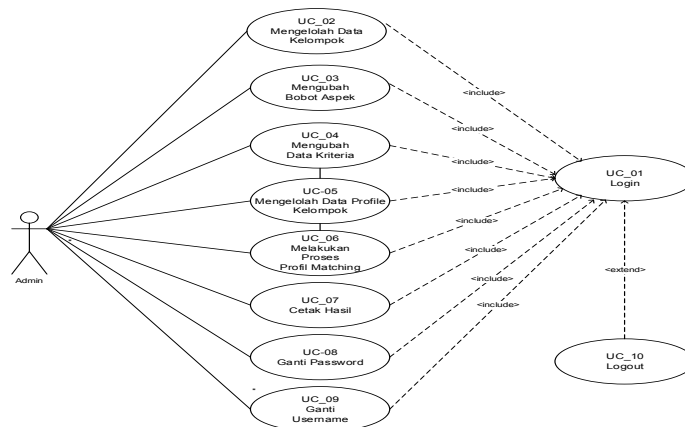 UC_02
Mengelolah Data
Kelompok
UC_03
Mengubah
Bobot Aspek
UC_04
Mengubah
Data Kriteria
UC-05
Mengelolah Data Profile
Kelompok
UC_06
Melakukan
Proses
Profil Matching
UC_07
Cetak Hasil
UC-08
Ganti Password
UC_09
Ganti
Username
Admin
<include>
<include>
<include>
<include>
<include>
<include>
<include>
<include>
UC_01
Login
<extend>
UC_10
Logout